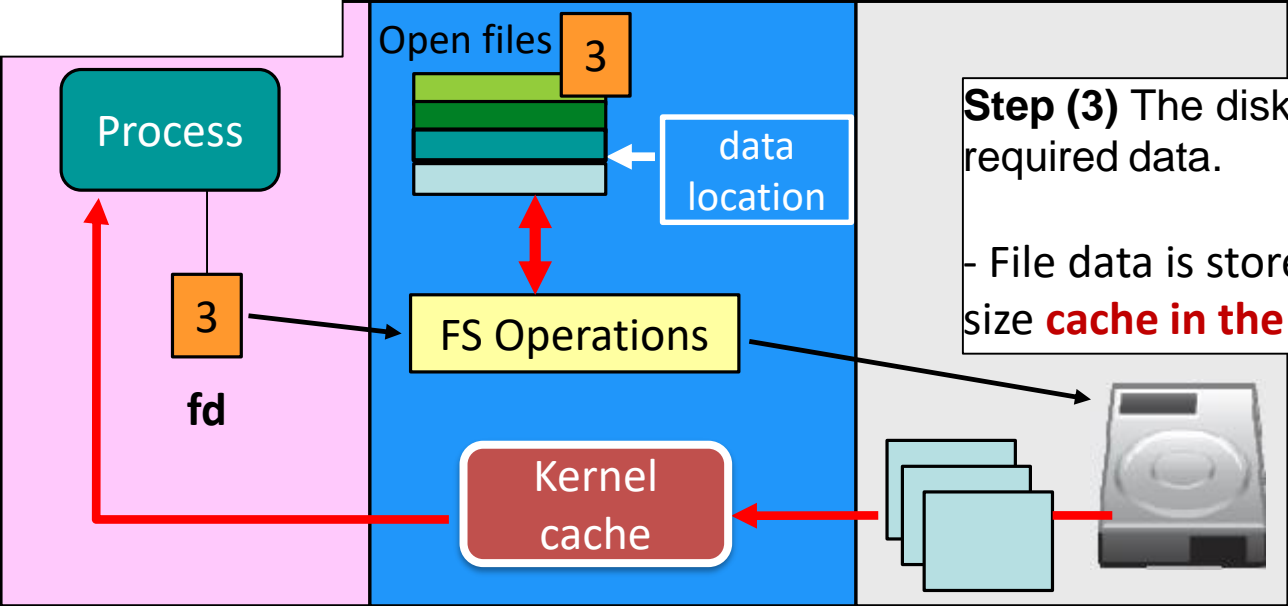 Open files
3
Process
data
location
Step (3) The disk
required data.
- File data is store
size cache in the
3
FS Operations
fd
Kernel
cache